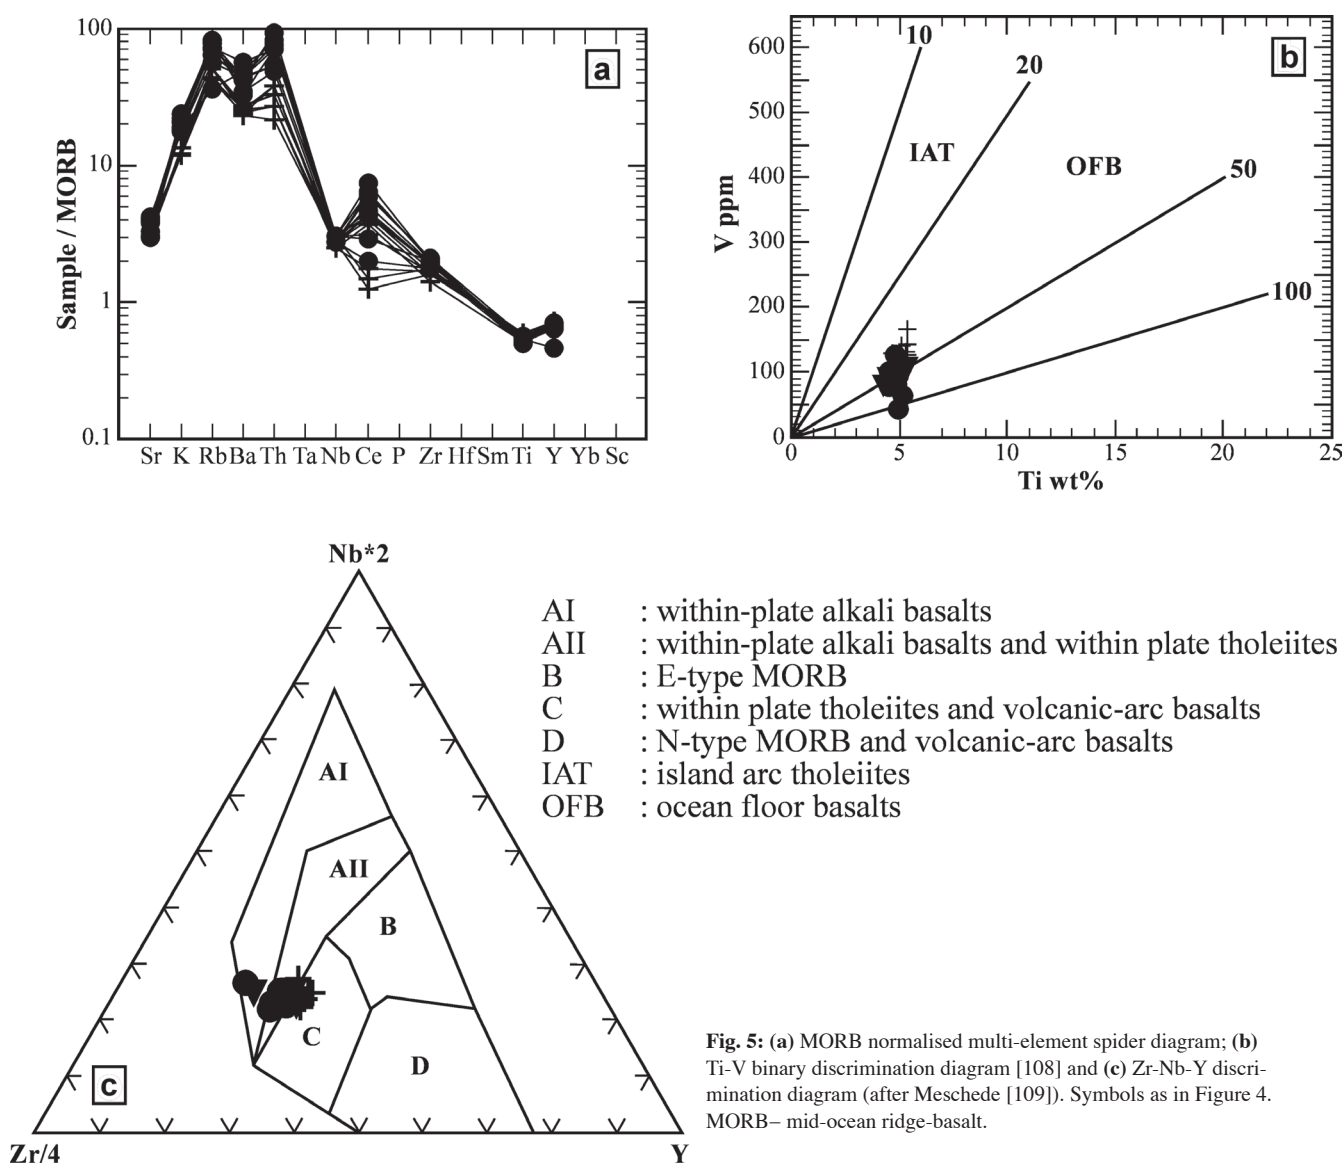 100
10
1
0.1
Sample / MORB
a
Sr K Rb Ba Th Ta Nb Ce P Zr Hf Sm Ti Y Yb Sc
600
500
400
300
200
100
0
V ppm
10
20
50
100
IAT
OFB
b
0 5 10 15 20 25
Ti wt%
Nb*2
AI
AII
B
C
D
c
Zr/4
Y
AI : within-plate alkali basalts
AII : within-plate alkali basalts and within plate tholeiites
B : E-type MORB
C : within plate tholeiites and volcanic-arc basalts
D : N-type MORB and volcanic-arc basalts
IAT : island arc tholeiites
OFB : ocean floor basalts
Fig. 5: (a) MORB normalised multi-element spider diagram; (b)
Ti-V binary discrimination diagram [108] and (c) Zr-Nb-Y discri-
mination diagram (after Meschede [109]). Symbols as in Figure 4.
MORB– mid-ocean ridge-basalt.